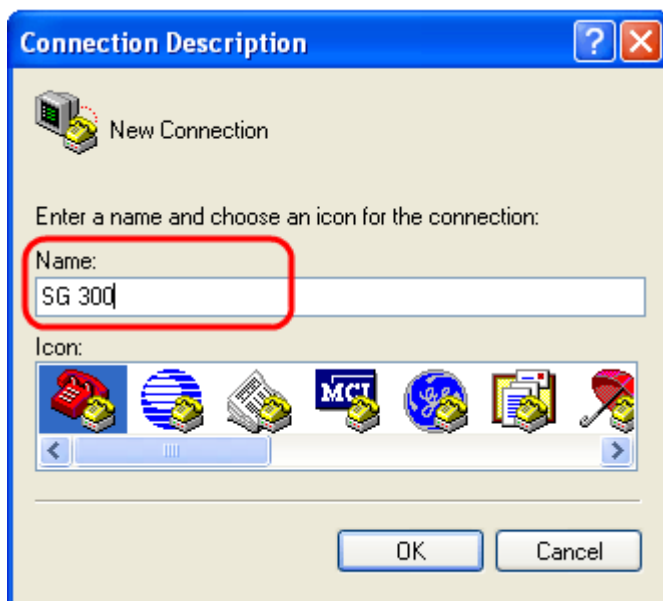 Connection Description
New Connection
Enter a name and choose an icon for the connection:
Name:
SG 300
Icon:
MCI
OK
Cancel